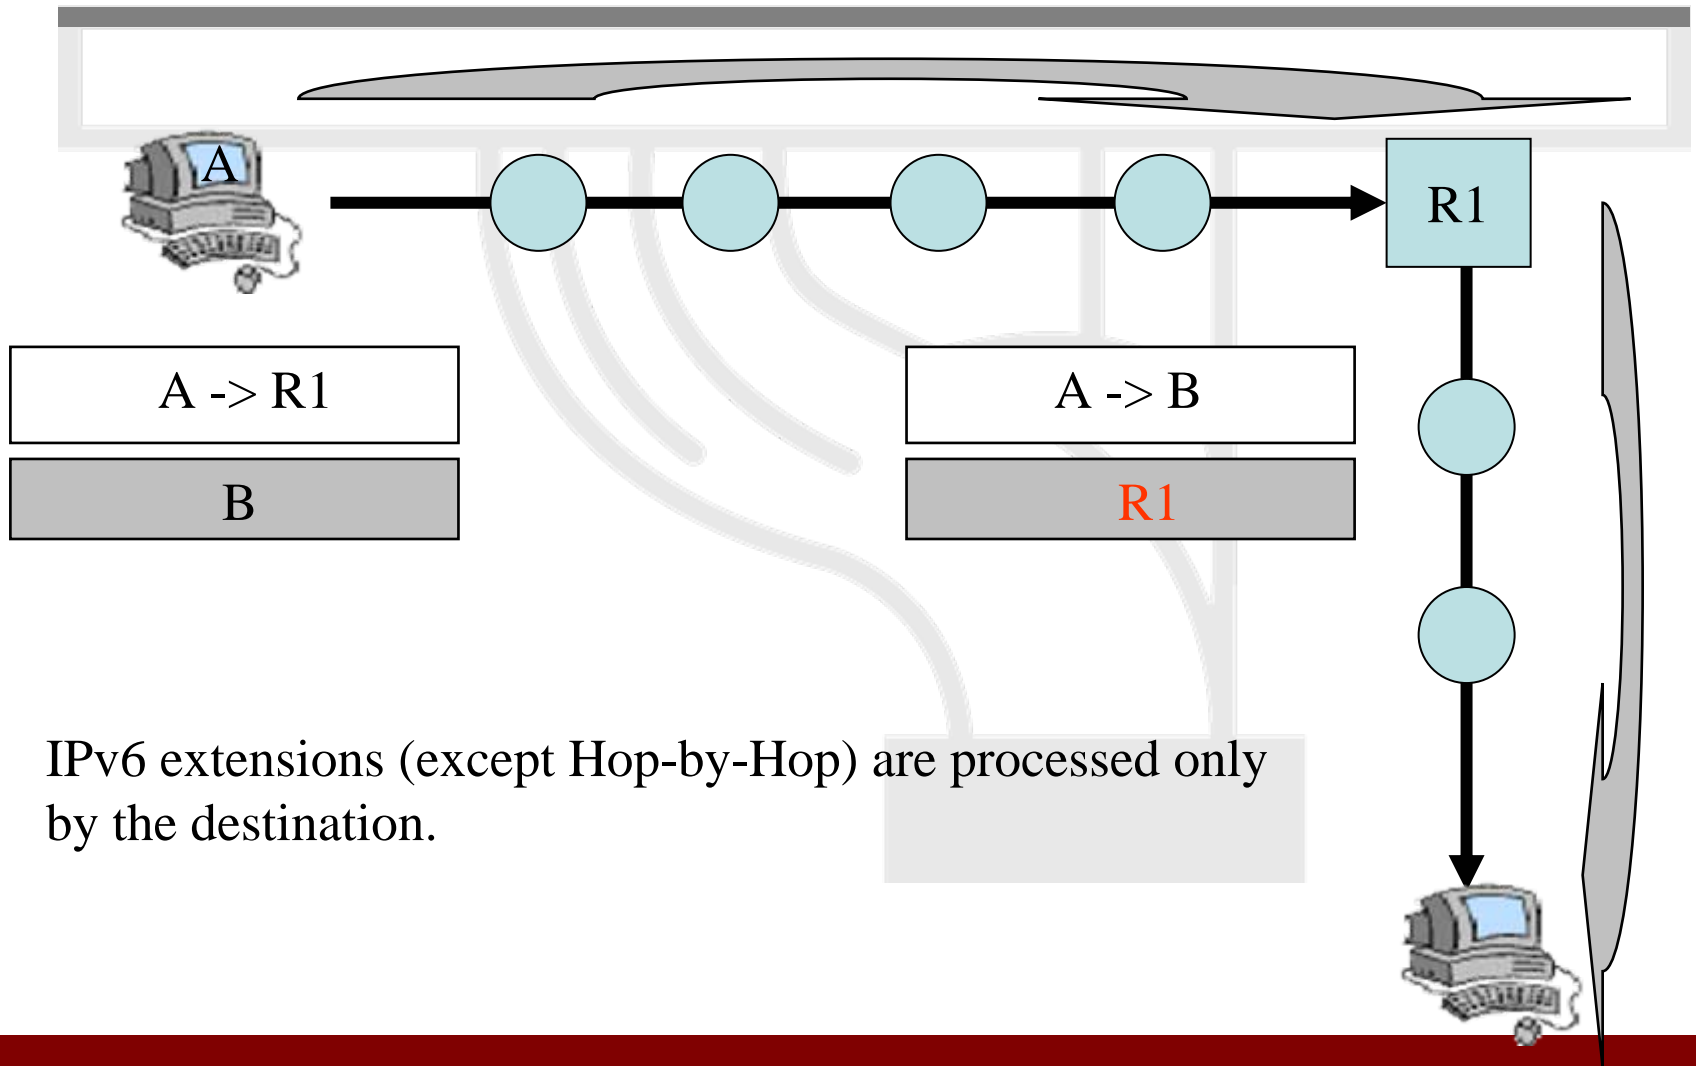 A
R1
A -> R1
A -> B
B
R1
IPv6 extensions (except Hop-by-Hop) are processed only
by the destination.